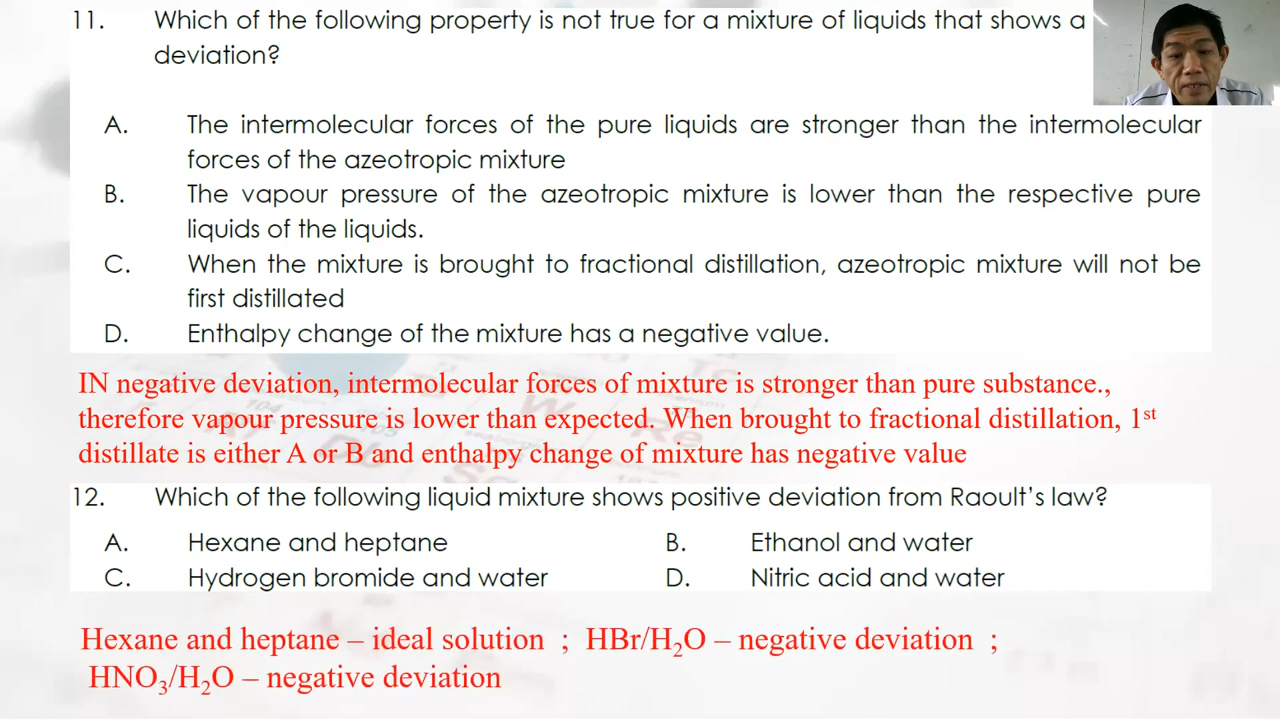 11. Which of the following property is not true for a mixture of liquids that shows a
deviation?
A. The intermolecular forces of the pure liquids are stronger than the intermolecular
forces of the azeotropic mixture
B. The vapour pressure of the azeotropic mixture is lower than the respective pure
liquids of the liquids.
C. When the mixture is brought to fractional distillation, azeotropic mixture will not be
first distillated
D. Enthalpy change of the mixture has a negative value.
IN negative deviation, intermolecular forces of mixture is stronger than pure substance.,
therefore vapour pressure is lower than expected. When brought to fractional distillation, 1st
distillate is either A or B and enthalpy change of mixture has negative value
12. Which of the following liquid mixture shows positive deviation from Raoult's law?
A. Hexane and heptane B. Ethanol and water
C. Hydrogen bromide and water D. Nitric acid and water
Hexane and heptane – ideal solution ; HBr/H₂O – negative deviation ;
HNO₃/H₂O – negative deviation